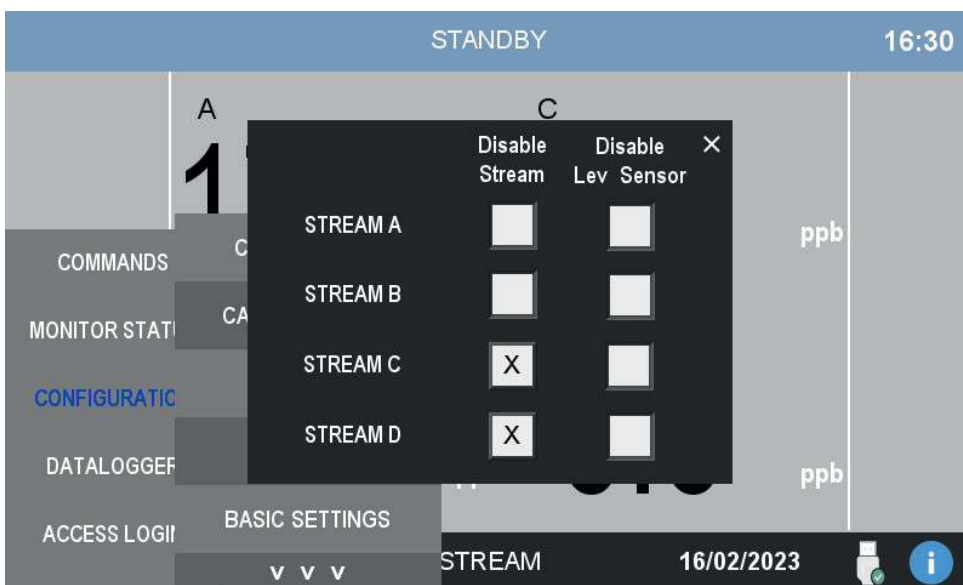 STANDBY 16:30
A C
Disable Disable X
Stream Lev Sensor
STREAM A
ppb
STREAM B
STREAM C X
STREAM D X
COMMANDS
MONITOR STAT
CONFIGURATIO
DATALOGGER
ACCESS LOGI
C
CA
BASIC SETTINGS
v v v
ppb
STREAM 16/02/2023 i